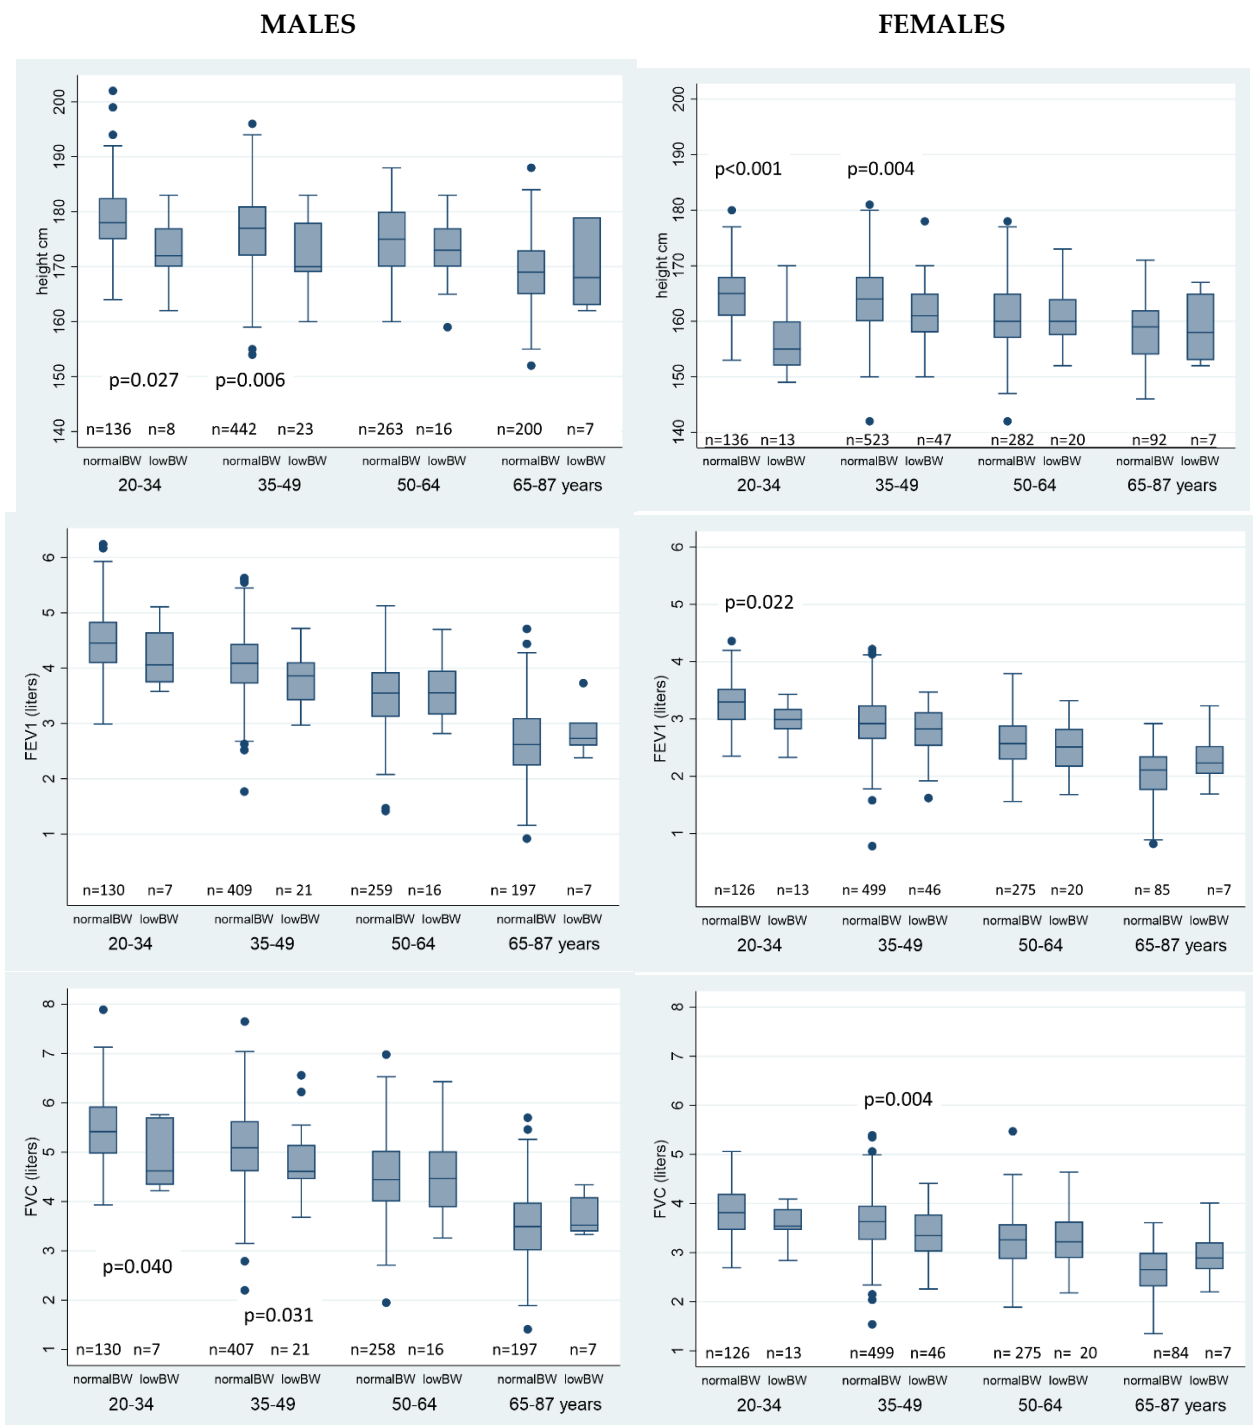 MALES
FEMALES
height cm
200
190
180
170
160
150
140
p=0.027 p=0.006
n=136 n=8 n=442 n=23 n=263 n=16 n=200 n=7
normalBW lowBW normalBW lowBW normalBW lowBW normalBW lowBW
20-34 35-49 50-64 65-87 years
height cm
200
190
180
170
160
150
140
p<0.001 p=0.004
n=136 n=13 n=523 n=47 n=282 n=20 n=92 n=7
normalBW lowBW normalBW lowBW normalBW lowBW normalBW lowBW
20-34 35-49 50-64 65-87 years
FEV1 (liters)
6
5
4
3
2
1
n=130 n=7 n= 409 n= 21 n=259 n=16 n= 197 n=7
normalBW lowBW normalBW lowBW normalBW lowBW normalBW lowBW
20-34 35-49 50-64 65-87 years
FEV1 (liters)
6
5
4
3
2
1
p=0.022
n=126 n=13 n= 499 n=46 n=275 n=20 n= 85 n=7
normalBW lowBW normalBW lowBW normalBW lowBW normalBW lowBW
20-34 35-49 50-64 65-87 years
FVC (liters)
8
7
6
5
4
3
2
1
p=0.040
p=0.031
n=130 n=7 n=407 n= 21 n=258 n=16 n=197 n=7
normalBW lowBW normalBW lowBW normalBW lowBW normalBW lowBW
20-34 35-49 50-64 65-87 years
FVC (liters)
8
7
6
5
4
3
2
1
p=0.004
n=126 n=13 n=499 n=46 n= 275 n= 20 n=84 n=7
normalBW lowBW normalBW lowBW normalBW lowBW normalBW lowBW
20-34 35-49 50-64 65-87 years